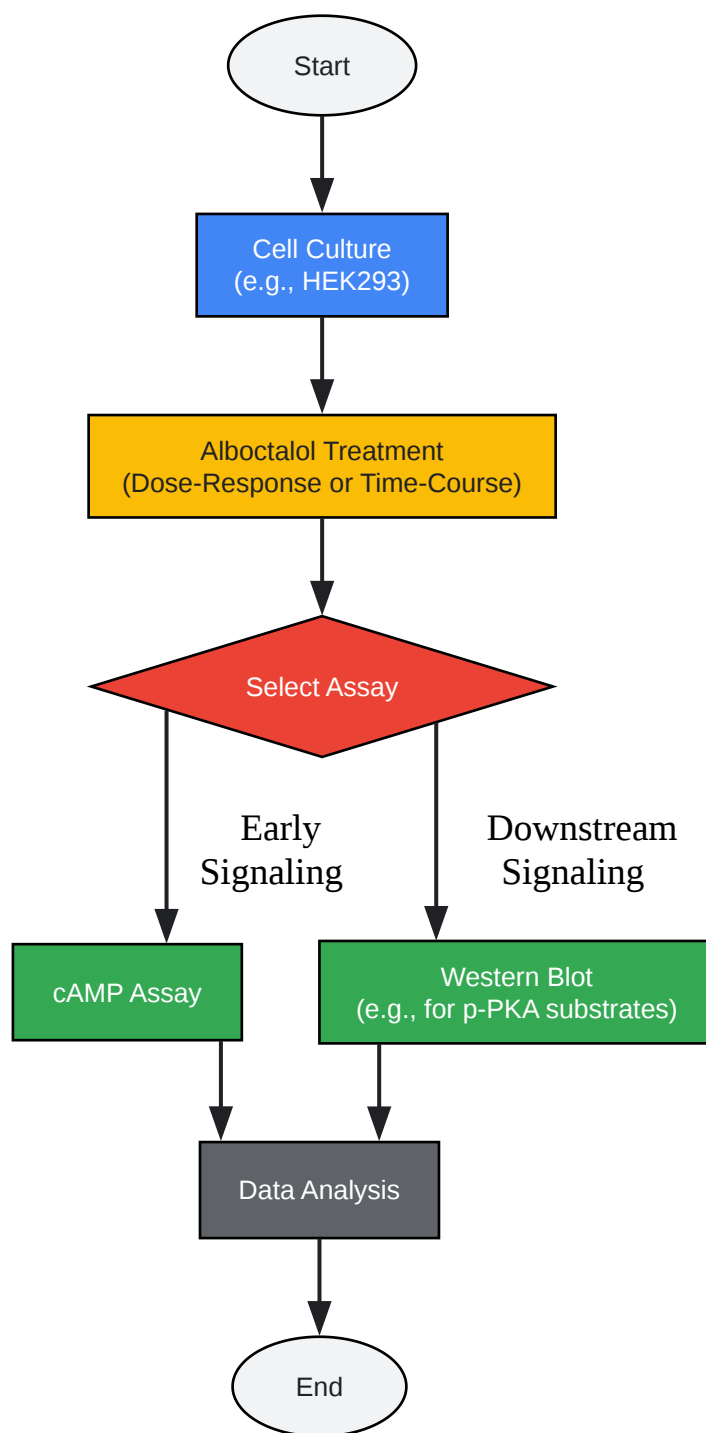 Start
Cell Culture
(e.g., HEK293)
Alboctalol Treatment
(Dose-Response or Time-Course)
Select Assay
Early
Signaling
Downstream
Signaling
cAMP Assay
Western Blot
(e.g., for p-PKA substrates)
Data Analysis
End